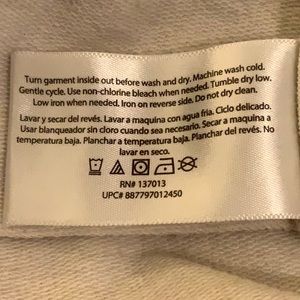 Turn garment inside out before wash and dry. Machine wash cold.
Gentle cycle. Use non-chlorine bleach when needed. Tumble dry low.
Low iron when needed. Iron on reverse side. Do not dry clean.
Lavar y secar del revés. Lavar a maquina con agua fria. Ciclo delicado.
Usar blanqueador sin cloro cuando sea necesario. Secar a maquina a
temperatura baja. Planchar a temperatura baja. Planchar del revés. No
lavar en seco.
RN# 137013
UPC# 887797012450